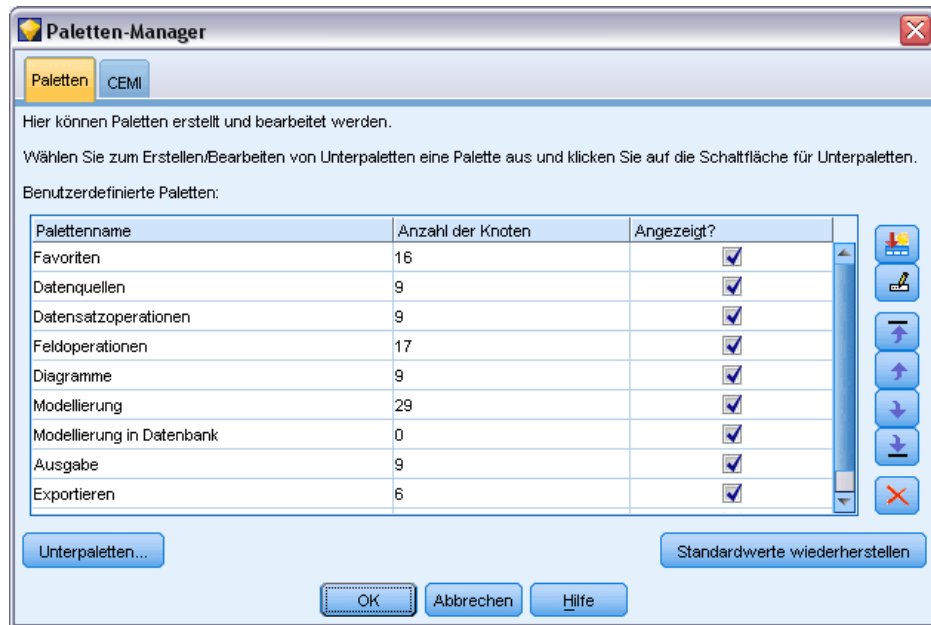 Paletten-Manager
Paletten CEMI
Hier können Paletten erstellt und bearbeitet werden.
Wählen Sie zum Erstellen/Bearbeiten von Unterpaletten eine Palette aus und klicken Sie auf die Schaltfläche für Unterpaletten.
Benutzerdefinierte Paletten:
Palettenname Anzahl der Knoten Angezeigt?
Favoriten 16
Datenquellen 9
Datensatzoperationen 9
Feldoperationen 17
Diagramme 9
Modellierung 29
Modellierung in Datenbank 0
Ausgabe 9
Exportieren 6
Unterpaletten... Standardwerte wiederherstellen
OK Abbrechen Hilfe